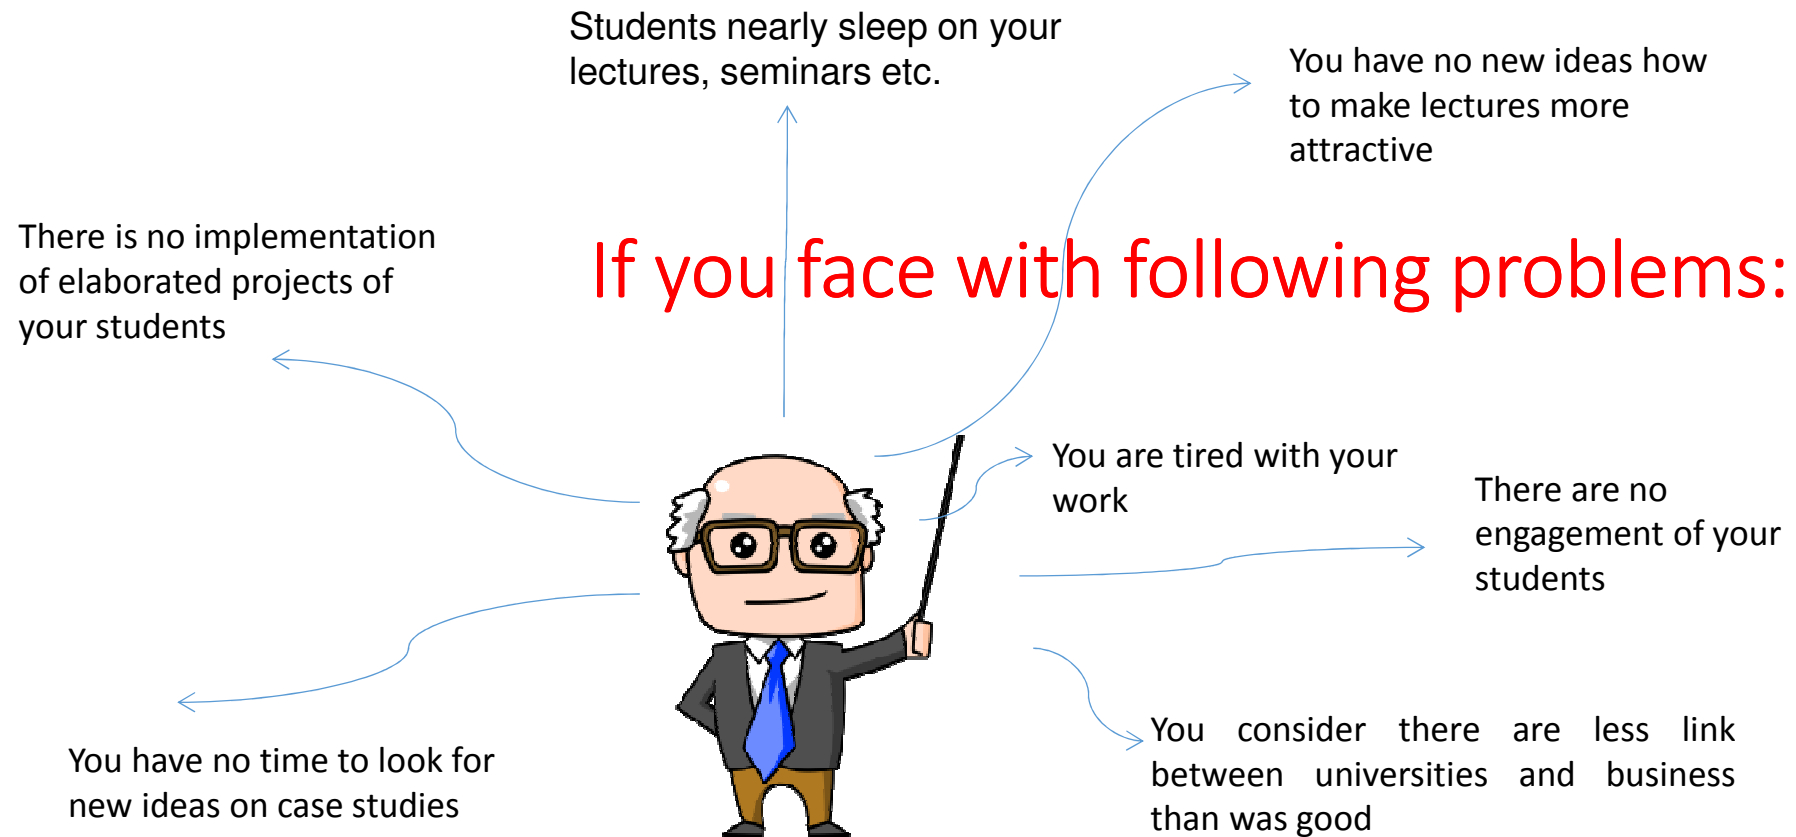 Students nearly sleep on your
lectures, seminars etc.
You have no new ideas how
to make lectures more
attractive
There is no implementation
of elaborated projects of
your students
If you face with following problems:
You are tired with your
work
There are no
engagement of your
students
You have no time to look for
new ideas on case studies
You consider there are less link
between universities and business
than was good